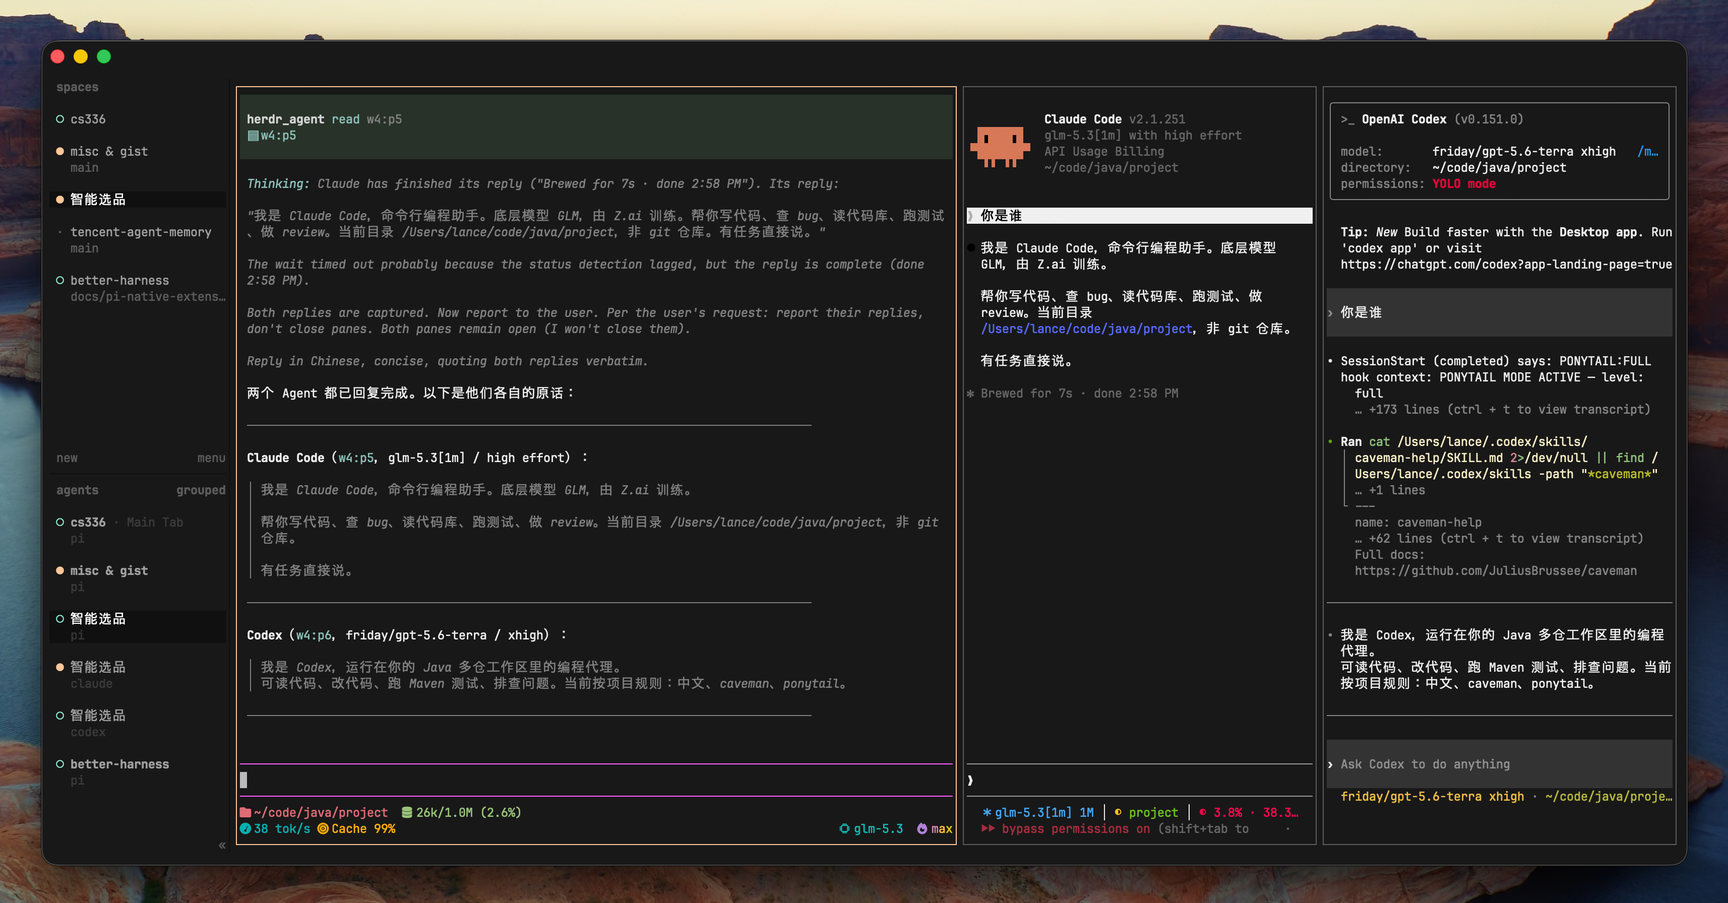 spaces
cs336
misc & gist
main
智能选品
tencent-agent-memory
main
better-harness
docs/pi-native-extens…
new menu
agents grouped
cs336 · Main Tab
pi
misc & gist
pi
智能选品
pi
智能选品
claude
智能选品
codex
better-harness
pi
«
herdr_agent read w4:p5
w4:p5
Thinking: Claude has finished its reply ("Brewed for 7s · done 2:58 PM"). Its reply:
"我是 Claude Code, 命令行编程助手。底层模型 GLM, 由 Z.ai 训练。帮你写代码、查 bug、读代码库、跑测试
、做 review。当前目录 /Users/lance/code/java/project, 非 git 仓库。有任务直接说。"
The wait timed out probably because the status detection lagged, but the reply is complete (done
2:58 PM).
Both replies are captured. Now report to the user. Per the user's request: report their replies,
don't close panes. Both panes remain open (I won't close them).
Reply in Chinese, concise, quoting both replies verbatim.
两个 Agent 都已回复完成。以下是他们各自的原话：
Claude Code (w4:p5, glm-5.3[1m] / high effort) ：
我是 Claude Code, 命令行编程助手。底层模型 GLM, 由 Z.ai 训练。
帮你写代码、查 bug、读代码库、跑测试、做 review。当前目录 /Users/lance/code/java/project, 非 git
仓库。
有任务直接说。
Codex (w4:p6, friday/gpt-5.6-terra / xhigh) ：
我是 Codex, 运行在你的 Java 多仓工作区里的编程代理。
可读代码、改代码、跑 Maven 测试、排查问题。当前按项目规则：中文、caveman、ponytail。
~/code/java/project 26k/1.0M (2.6%)
38 tok/s Cache 99% glm-5.3 max
Claude Code v2.1.251
glm-5.3[1m] with high effort
API Usage Billing
~/code/java/project
❯ 你是谁
● 我是 Claude Code, 命令行编程助手。底层模型
GLM, 由 Z.ai 训练。
帮你写代码、查 bug、读代码库、跑测试、做
review。当前目录
/Users/lance/code/java/project, 非 git 仓库。
有任务直接说。
✻ Brewed for 7s · done 2:58 PM
❯
glm-5.3[1m] 1M | project | 3.8% · 38.3…
▸▸ bypass permissions on (shift+tab to ·
>_ OpenAI Codex (v0.151.0)
model: friday/gpt-5.6-terra xhigh /m…
directory: ~/code/java/project
permissions: YOLO mode
Tip: New Build faster with the Desktop app. Run
'codex app' or visit
https://chatgpt.com/codex?app-landing-page=true
› 你是谁
• SessionStart (completed) says: PONYTAIL:FULL
hook context: PONYTAIL MODE ACTIVE — level:
full
… +173 lines (ctrl + t to view transcript)
• Ran cat /Users/lance/.codex/skills/
caveman-help/SKILL.md 2>/dev/null || find /
Users/lance/.codex/skills -path "*caveman*"
… +1 lines
└ ---
name: caveman-help
… +62 lines (ctrl + t to view transcript)
Full docs:
https://github.com/JuliusBrussee/caveman
• 我是 Codex, 运行在你的 Java 多仓工作区里的编程
代理。
可读代码、改代码、跑 Maven 测试、排查问题。当前
按项目规则：中文、caveman、ponytail。
› Ask Codex to do anything
friday/gpt-5.6-terra xhigh · ~/code/java/proje…